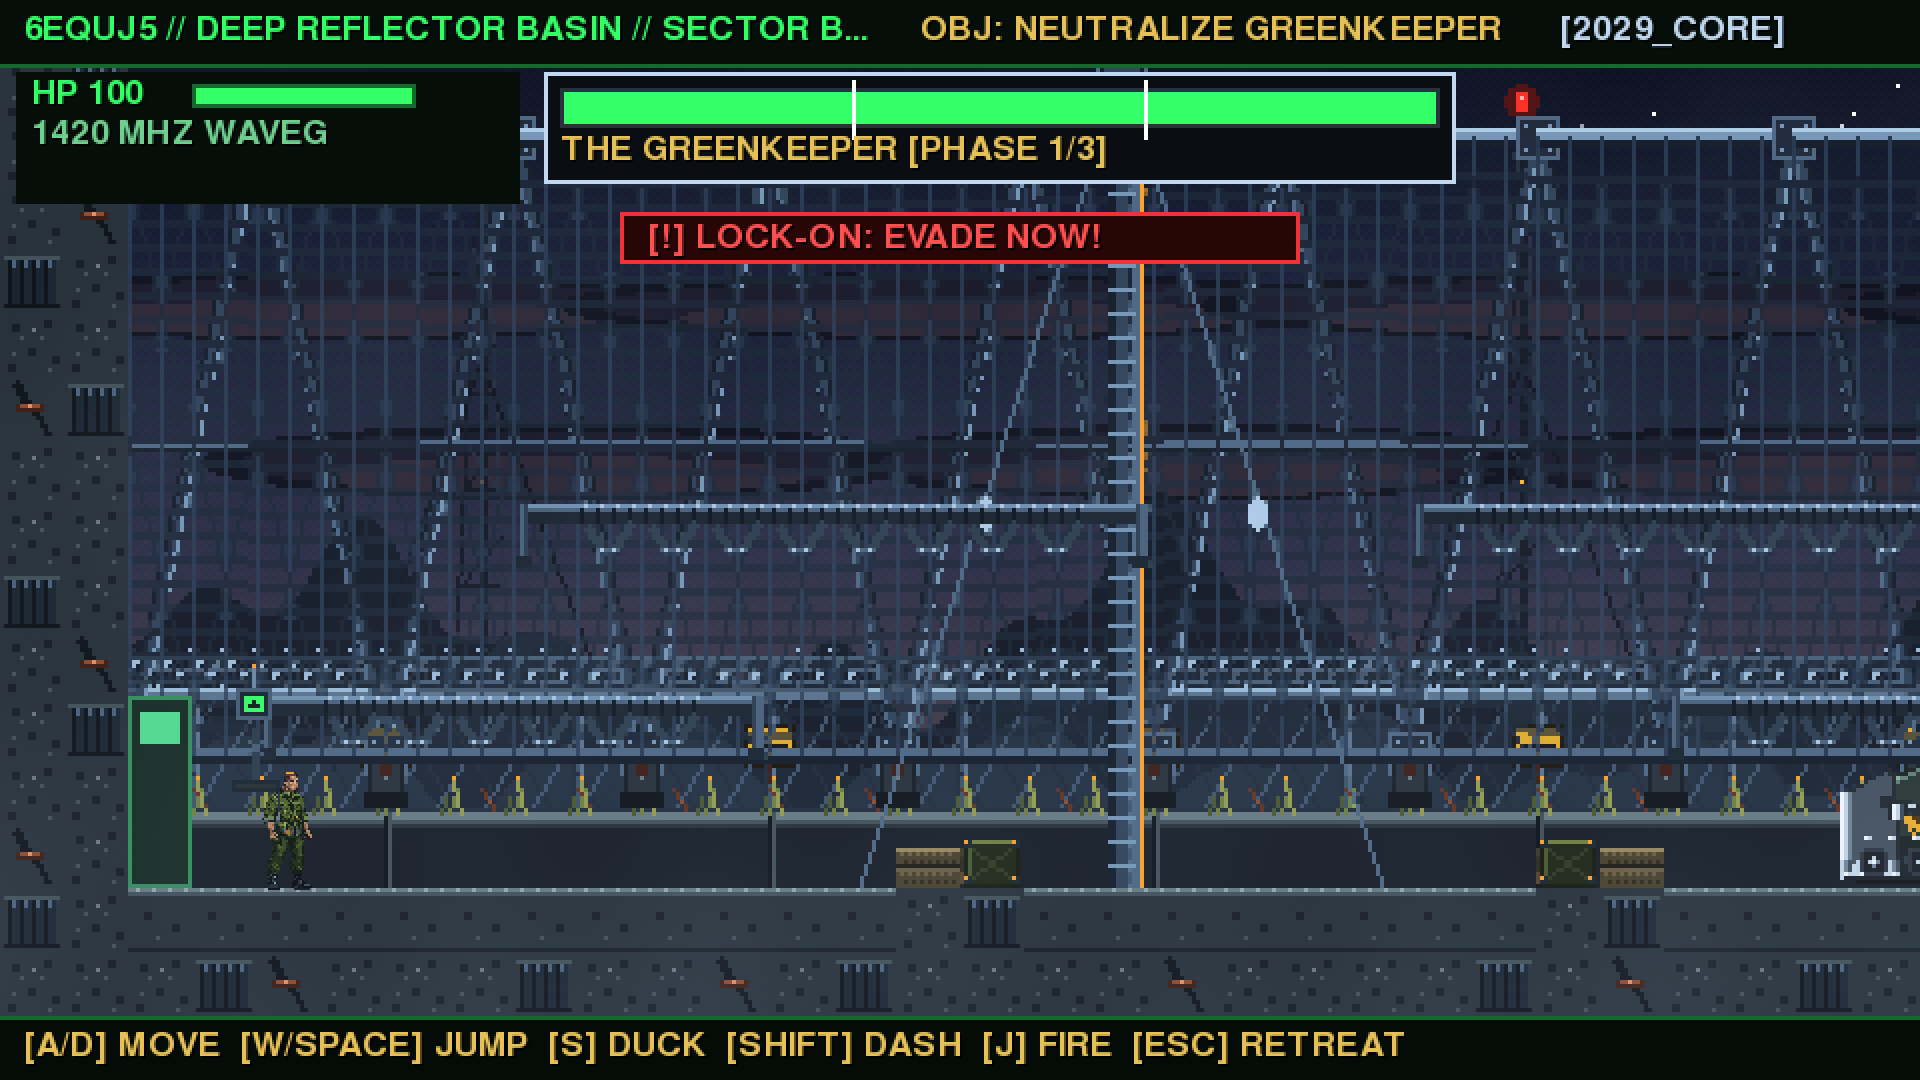 6EQUJ5 // DEEP REFLECTOR BASIN // SECTOR B... OBJ: NEUTRALIZE GREENKEEPER [2029_CORE]
HP 100
1420 MHZ WAVEG
THE GREENKEEPER [PHASE 1/3]
[!] LOCK-ON: EVADE NOW!
[A/D] MOVE [W/SPACE] JUMP [S] DUCK [SHIFT] DASH [J] FIRE [ESC] RETREAT